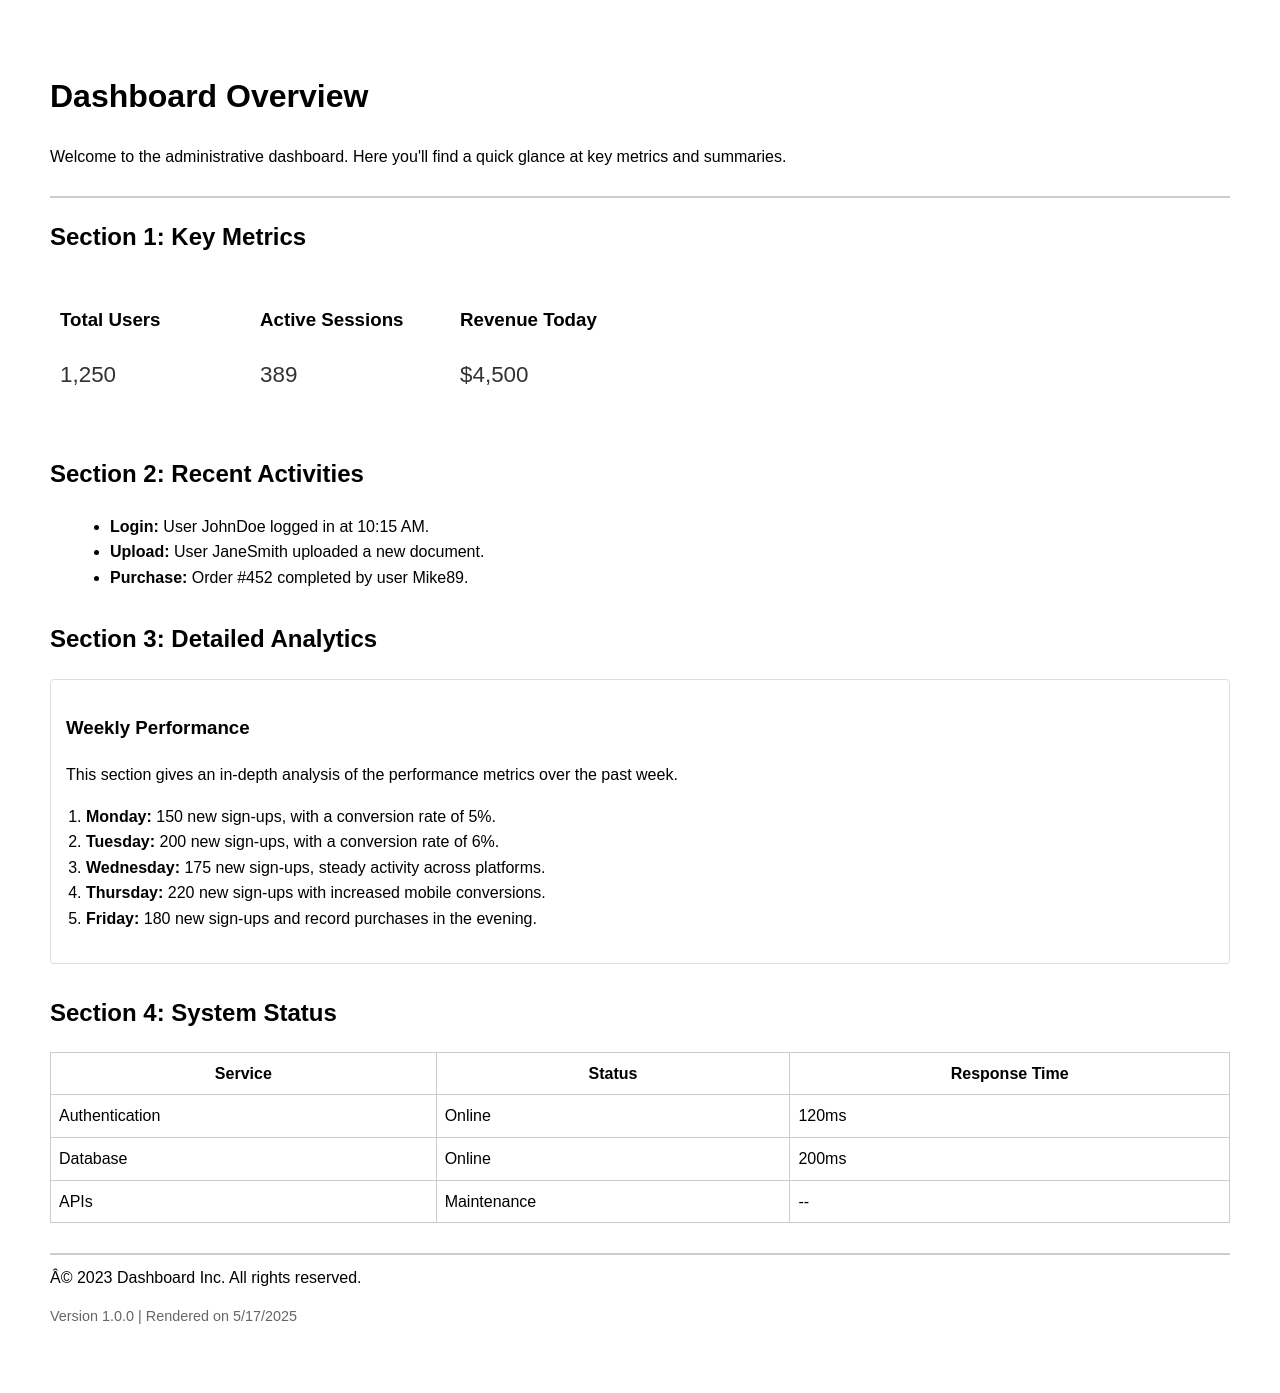 Dashboard Overview
Welcome to the administrative dashboard. Here you'll find a quick glance at key metrics and summaries.
Section 1: Key Metrics
Total Users Active Sessions Revenue Today
1,250 389 $4,500
Section 2: Recent Activities
• Login: User JohnDoe logged in at 10:15 AM.
• Upload: User JaneSmith uploaded a new document.
• Purchase: Order #452 completed by user Mike89.
Section 3: Detailed Analytics
Weekly Performance
This section gives an in-depth analysis of the performance metrics over the past week.
1. Monday: 150 new sign-ups, with a conversion rate of 5%.
2. Tuesday: 200 new sign-ups, with a conversion rate of 6%.
3. Wednesday: 175 new sign-ups, steady activity across platforms.
4. Thursday: 220 new sign-ups with increased mobile conversions.
5. Friday: 180 new sign-ups and record purchases in the evening.
Section 4: System Status
Service Status Response Time
Authentication Online 120ms
Database Online 200ms
APIs Maintenance --
Â© 2023 Dashboard Inc. All rights reserved.
Version 1.0.0 | Rendered on 5/17/2025